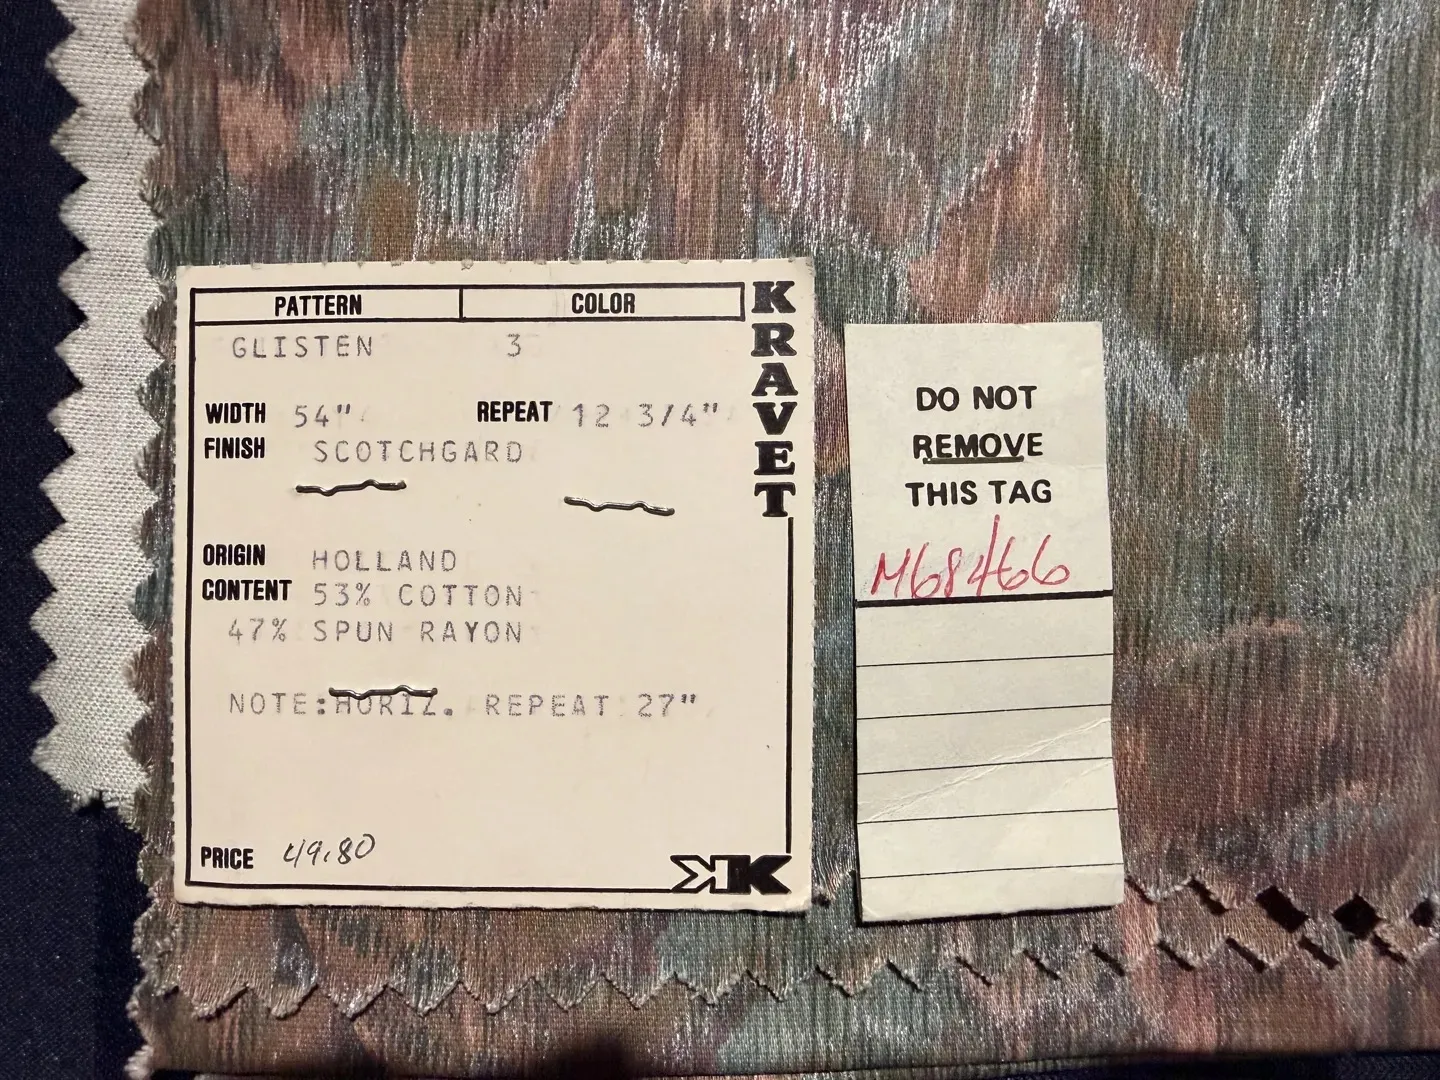 PATTERN COLOR
GLISTEN 3
WIDTH 54" REPEAT 12 3/4"
FINISH SCOTCHGARD
ORIGIN HOLLAND
CONTENT 53% COTTON
47% SPUN RAYON
NOTE: HORIZ. REPEAT 27"
PRICE 49.80
KRAVET
KK
DO NOT
REMOVE
THIS TAG
M68466